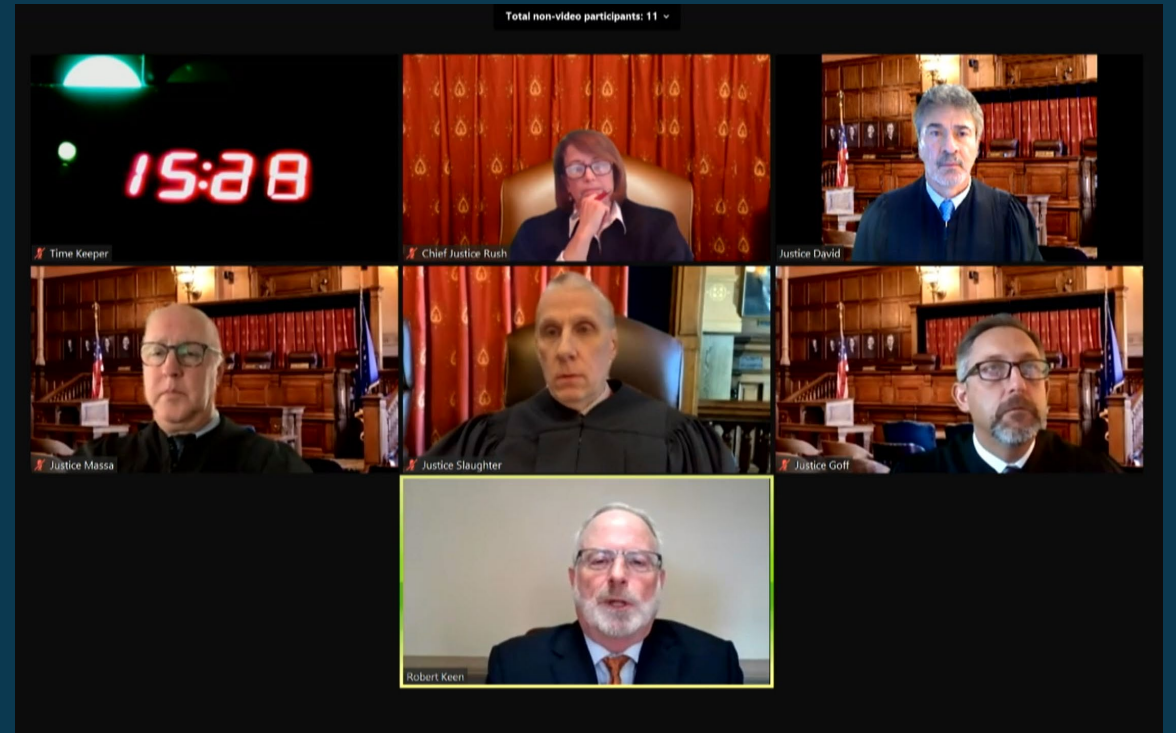 Total non-video participants: 11
15:28
Time Keeper
Chief Justice Rush
Justice David
Justice Massa
Justice Slaughter
Justice Goff
Robert Keen